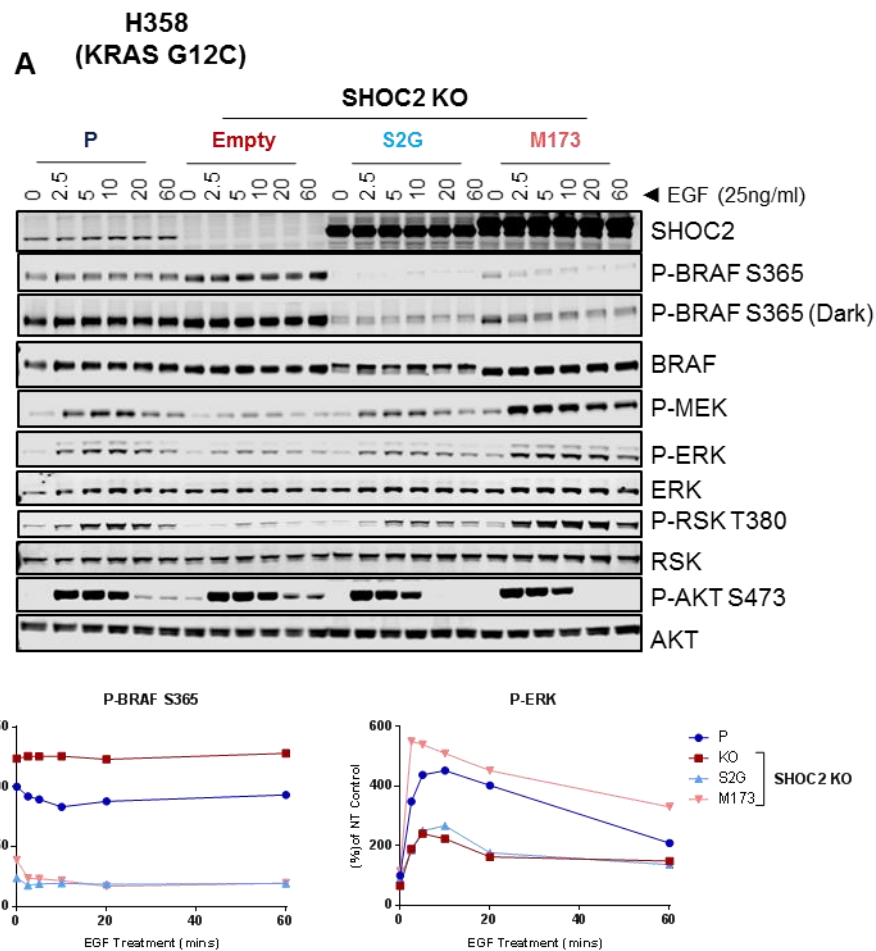 H358
(KRAS G12C)
A
SHOC2 KO
P Empty S2G M173
0 2.5 5 10 20 60 0 2.5 5 10 20 60 0 2.5 5 10 20 60 0 2.5 5 10 20 60 ◄ EGF (25ng/ml)
SHOC2
P-BRAF S365
P-BRAF S365 (Dark)
BRAF
P-MEK
P-ERK
ERK
P-RSK T380
RSK
P-AKT S473
AKT
P-BRAF S365
0 20 40 60
EGF Treatment (mins)
P-ERK
600
400
200
0
(%)of NT Control
0 20 40 60
EGF Treatment (mins)
P
KO
S2G
M173
SHOC2 KO